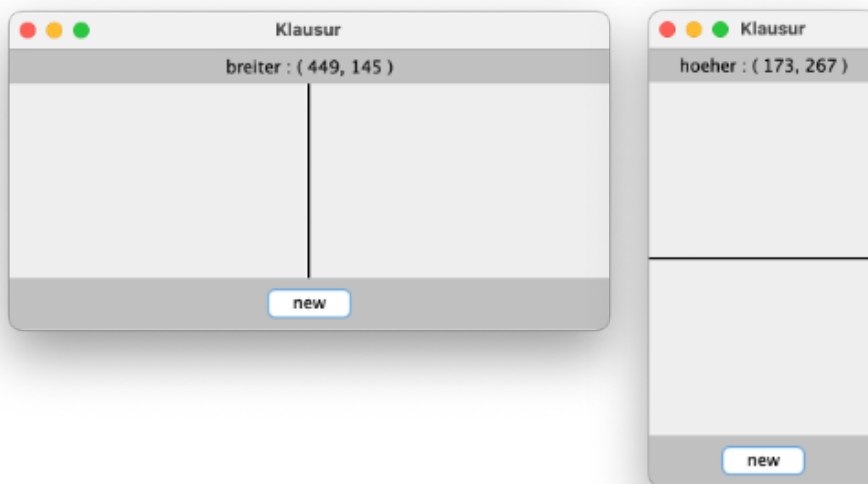 Klausur
breiter : ( 449, 145 )
new
Klausur
hoeher : ( 173, 267 )
new